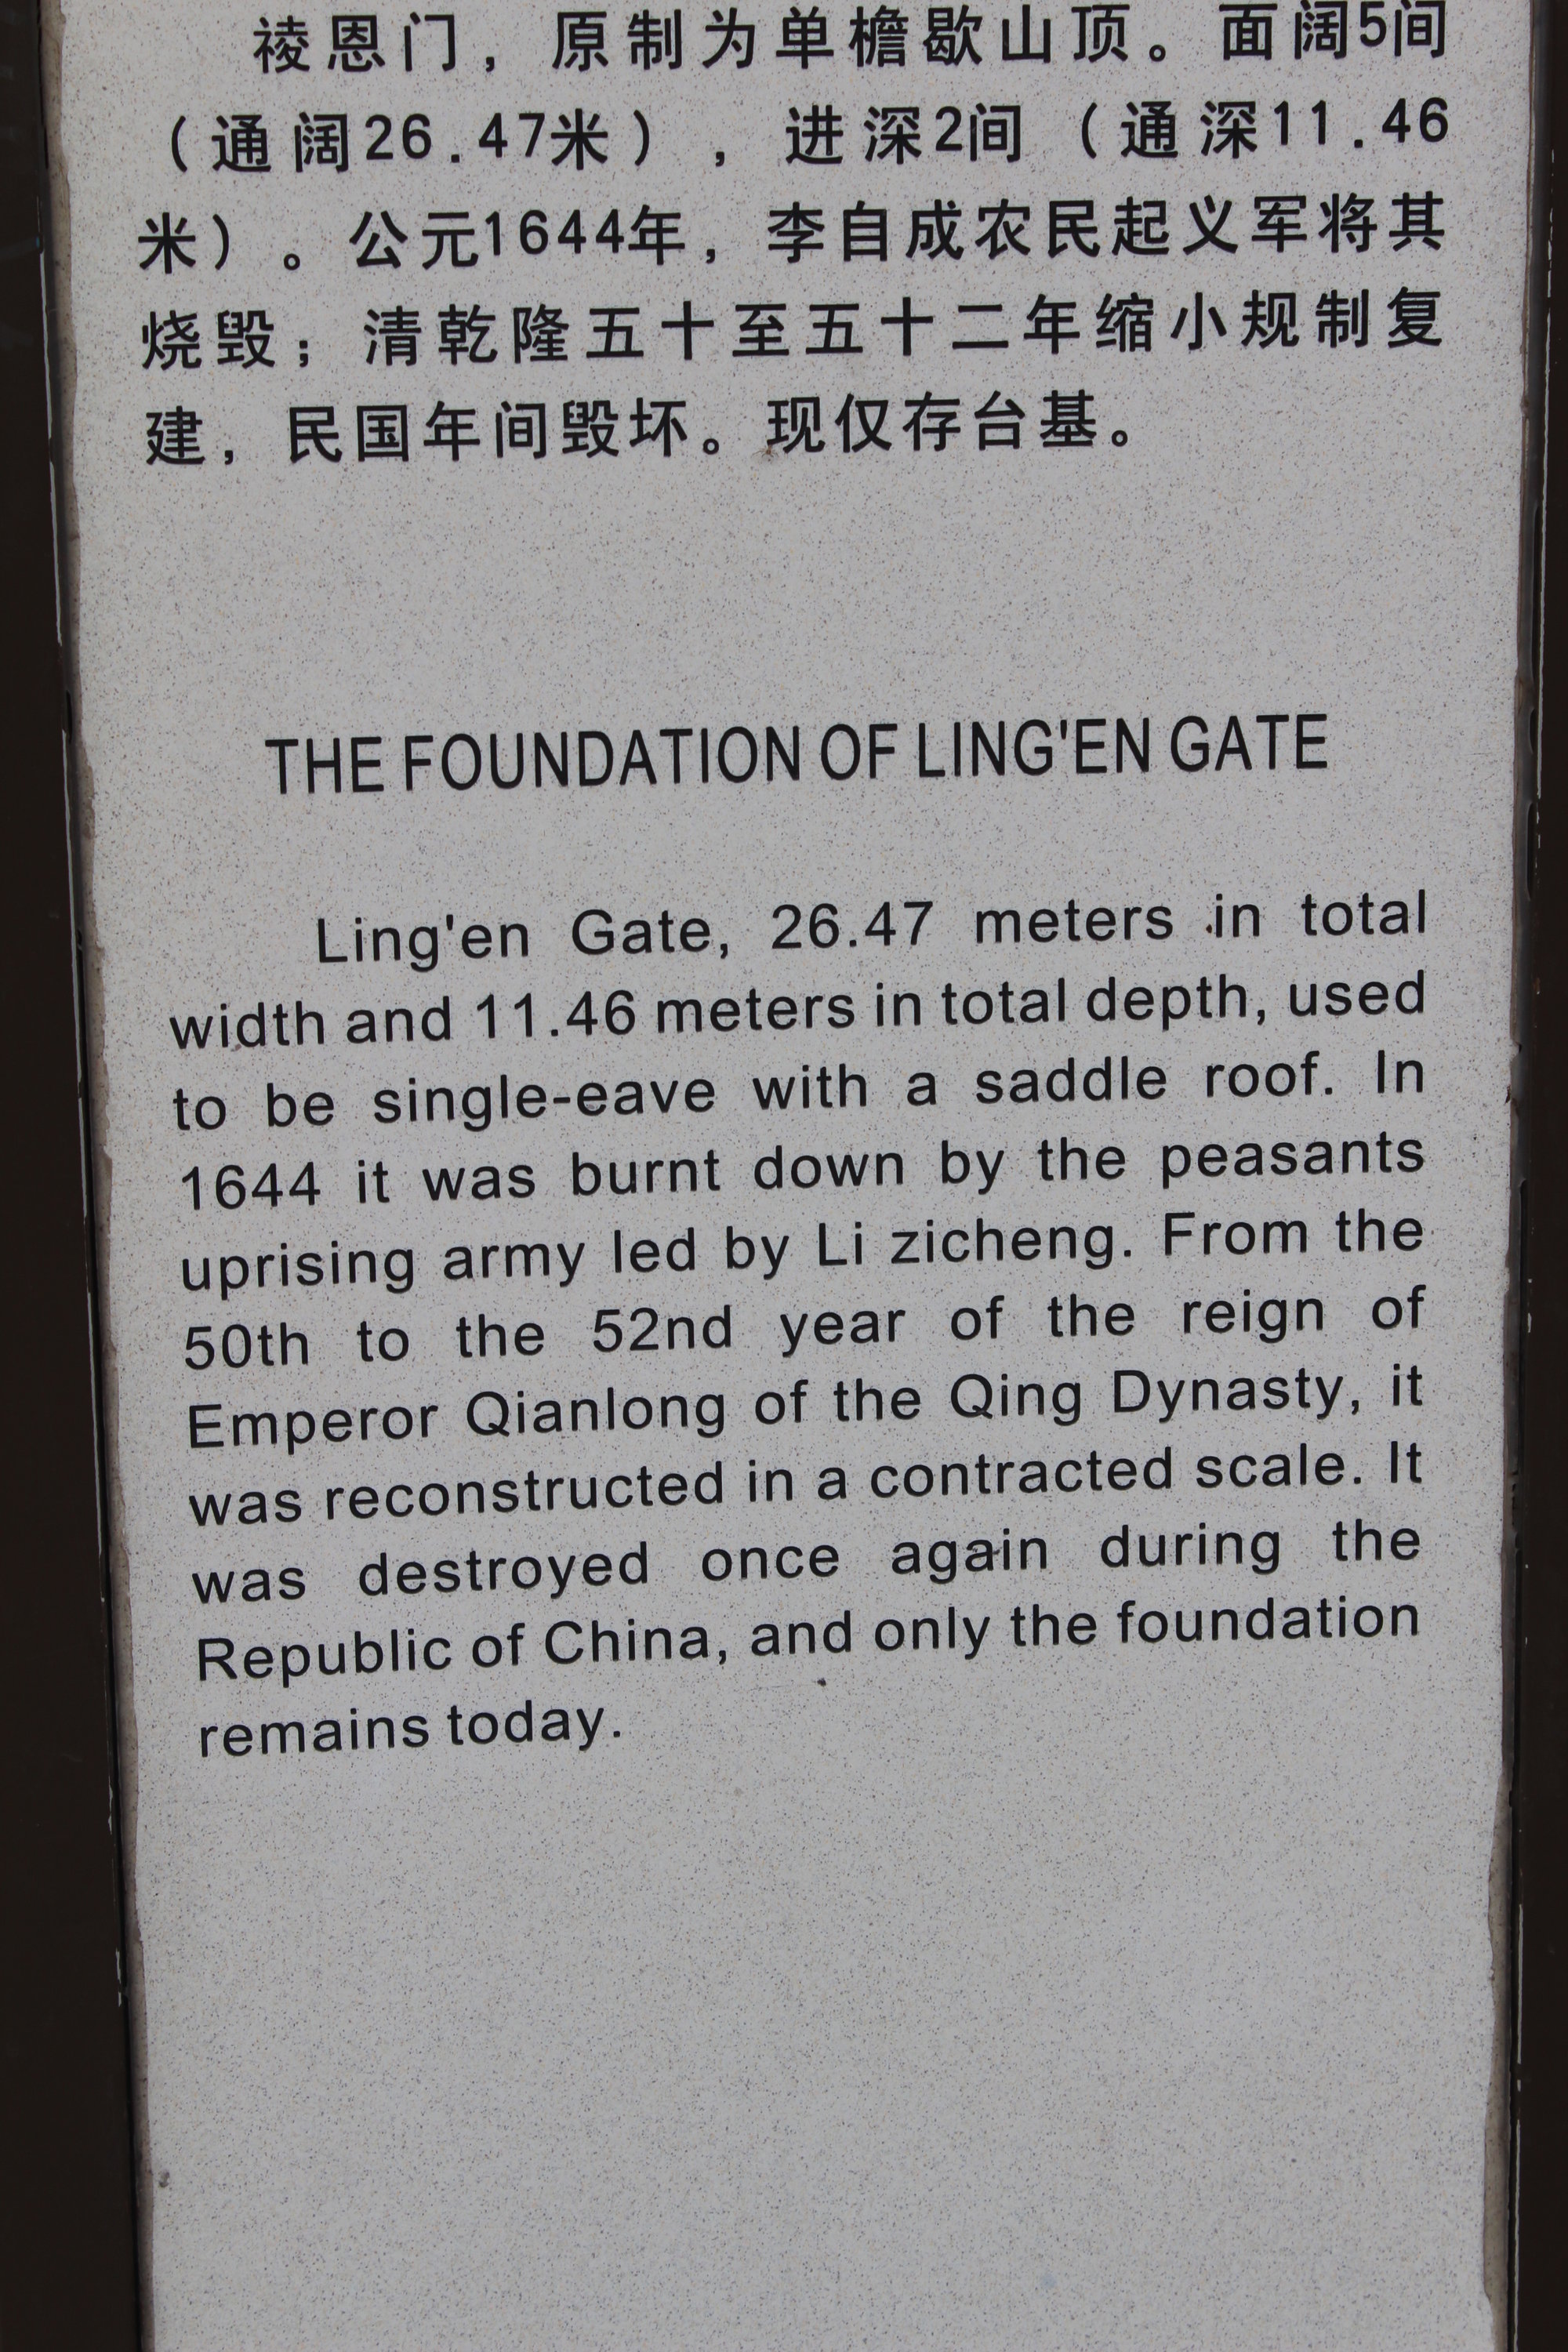 祾恩门，原制为单檐歇山顶。面阔5间
（通阔26.47米），进深2间（通深11.46
米）。公元1644年，李自成农民起义军将其
烧毁；清乾隆五十至五十二年缩小规制复
建，民国年间毁坏。现仅存台基。
THE FOUNDATION OF LING'EN GATE
Ling'en Gate, 26.47 meters in total
width and 11.46 meters in total depth, used
to be single-eave with a saddle roof. In
1644 it was burnt down by the peasants
uprising army led by Li zicheng. From the
50th to the 52nd year of the reign of
Emperor Qianlong of the Qing Dynasty, it
was reconstructed in a contracted scale. It
was destroyed once again during the
Republic of China, and only the foundation
remains today.